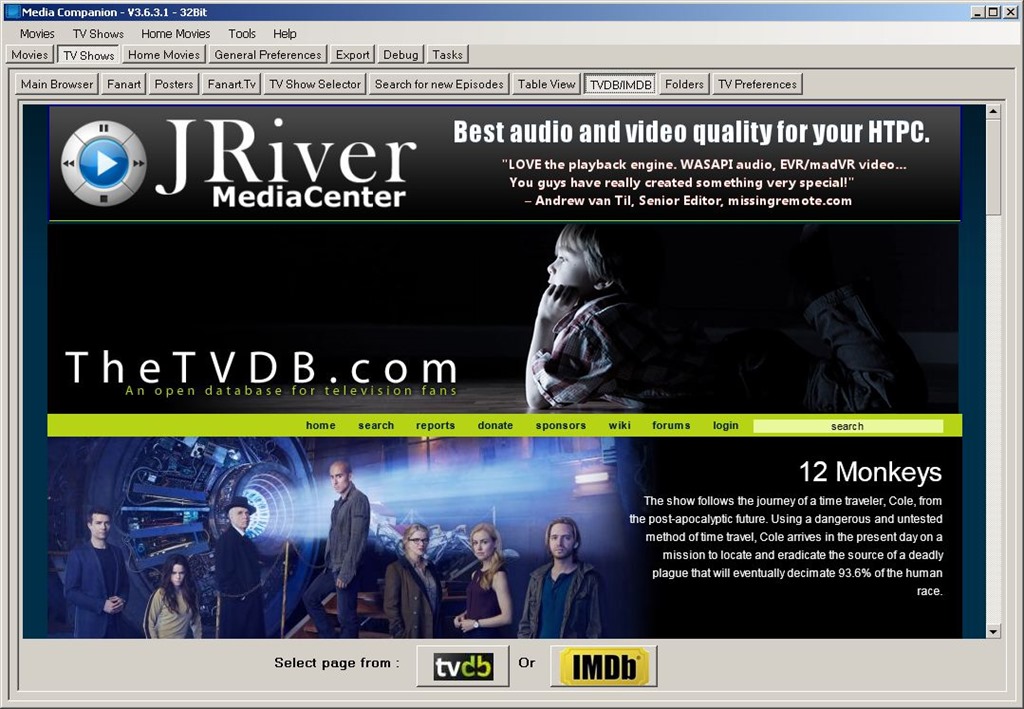 Media Companion - V3.6.3.1 - 32Bit
Movies TV Shows Home Movies Tools Help
Movies TV Shows Home Movies General Preferences Export Debug Tasks
Main Browser Fanart Posters Fanart.Tv TV Show Selector Search for new Episodes Table View TVDB/IMDB Folders TV Preferences
JRiver
MediaCenter
Best audio and video quality for your HTPC.
"LOVE the playback engine. WASAPI audio, EVR/madVR video...
You guys have really created something very special!"
– Andrew van Til, Senior Editor, missingremote.com
TheTVDB.com
An open database for television fans
home search reports donate sponsors wiki forums login search
12 Monkeys
The show follows the journey of a time traveler, Cole, from
the post-apocalyptic future. Using a dangerous and untested
method of time travel, Cole arrives in the present day on a
mission to locate and eradicate the source of a deadly
plague that will eventually decimate 93.6% of the human
race.
Select page from : tvdb Or IMDb